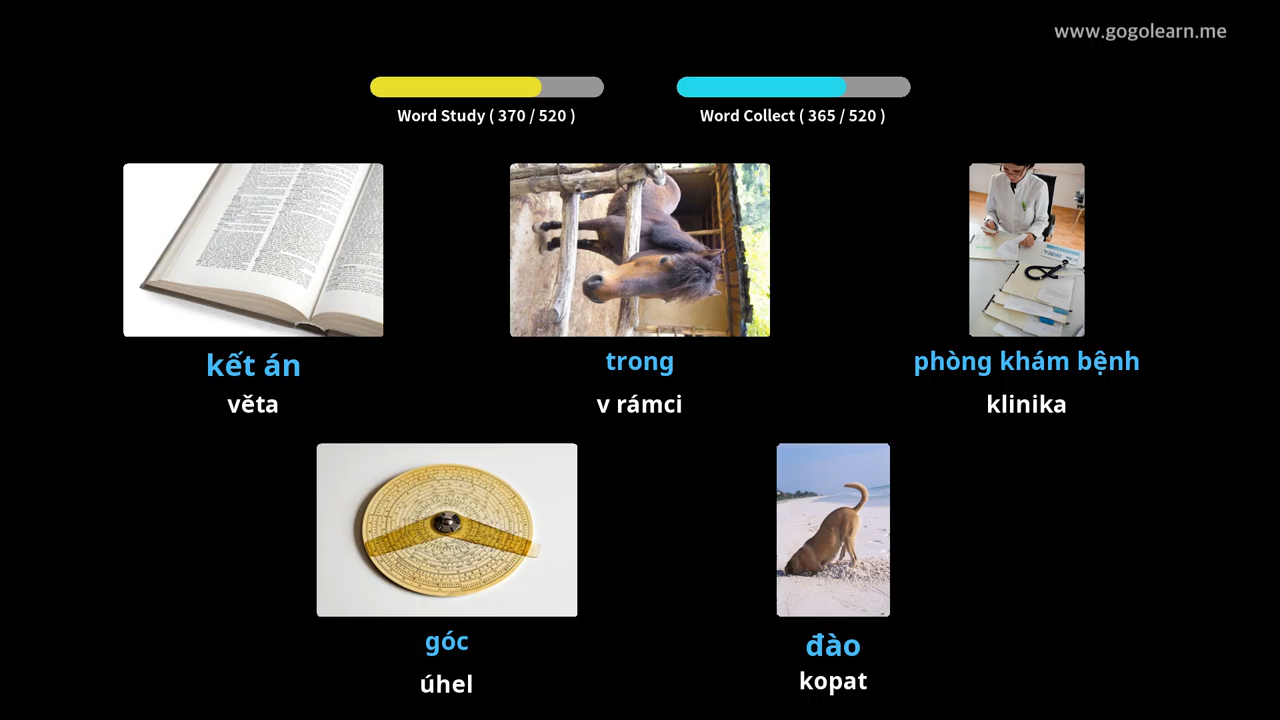 www.gogolearn.me
Word Study ( 370 / 520 )
Word Collect ( 365 / 520 )
kết án
věta
trong
v rámci
phòng khám bệnh
klinika
góc
úhel
đào
kopat